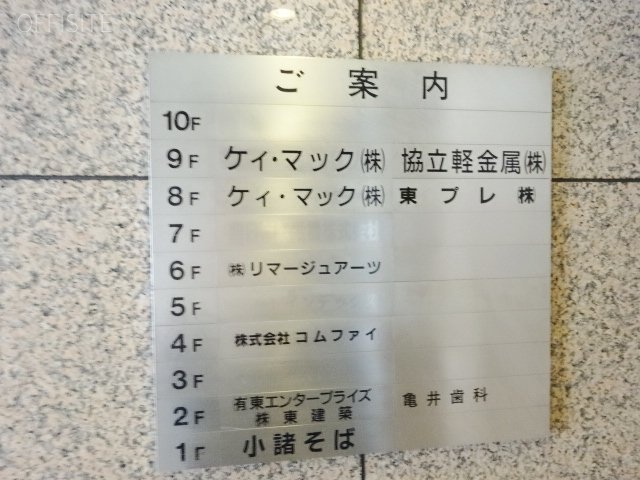 OFFISITE
ご案内
10F
9F ケィ・マック㈱ 協立軽金属㈱
8F ケィ・マック㈱ 東プレ㈱
7F
6F ㈱リマージュアーツ
5F
4F 株式会社コムファイ
3F
有東エンタープライズ 亀井歯科
2F ㈱東建築
1F 小諸そば